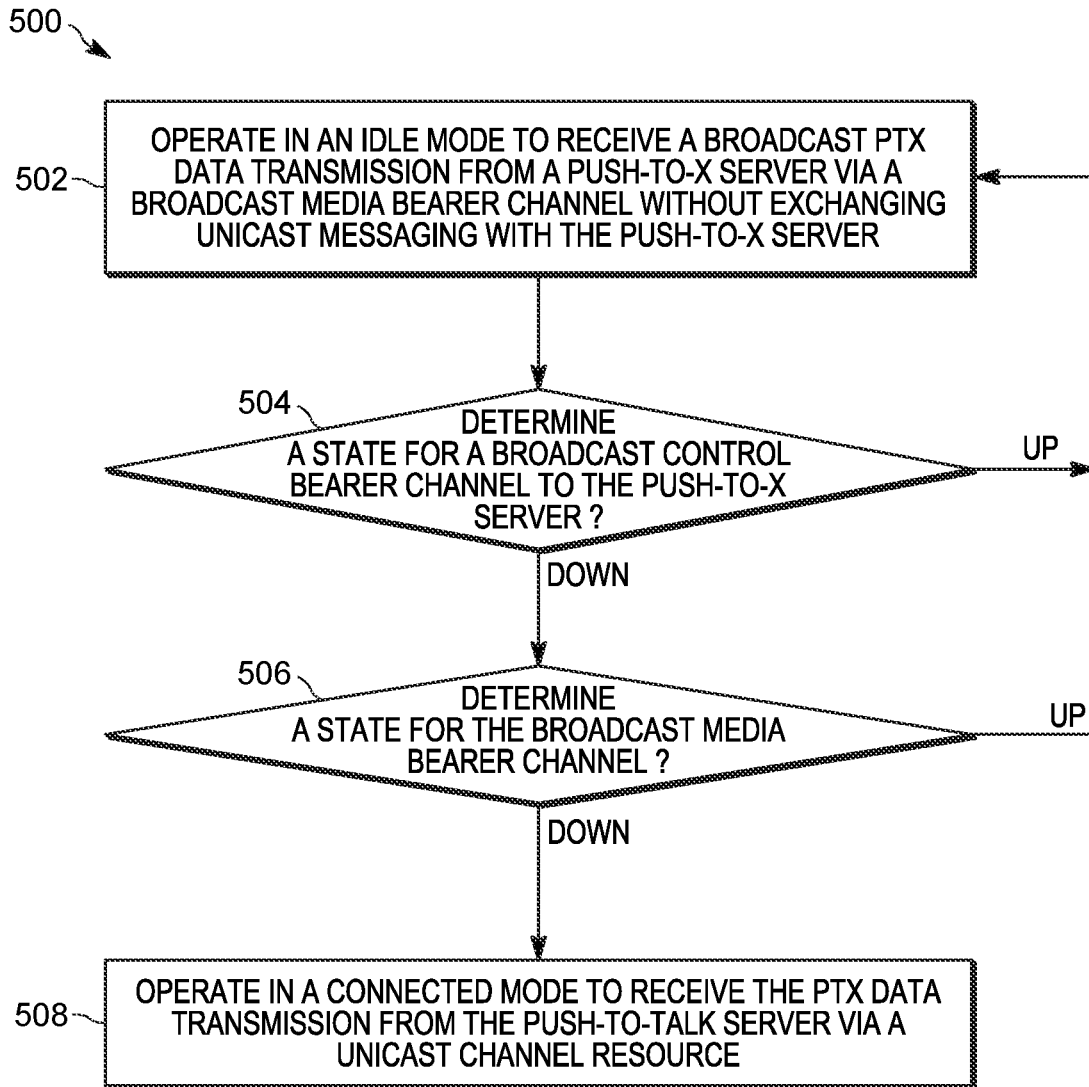 500
502
OPERATE IN AN IDLE MODE TO RECEIVE A BROADCAST PTX
DATA TRANSMISSION FROM A PUSH-TO-X SERVER VIA A
BROADCAST MEDIA BEARER CHANNEL WITHOUT EXCHANGING
UNICAST MESSAGING WITH THE PUSH-TO-X SERVER
504
DETERMINE
A STATE FOR A BROADCAST CONTROL
BEARER CHANNEL TO THE PUSH-TO-X
SERVER ?
UP
DOWN
506
DETERMINE
A STATE FOR THE BROADCAST MEDIA
BEARER CHANNEL ?
UP
DOWN
508
OPERATE IN A CONNECTED MODE TO RECEIVE THE PTX DATA
TRANSMISSION FROM THE PUSH-TO-TALK SERVER VIA A
UNICAST CHANNEL RESOURCE